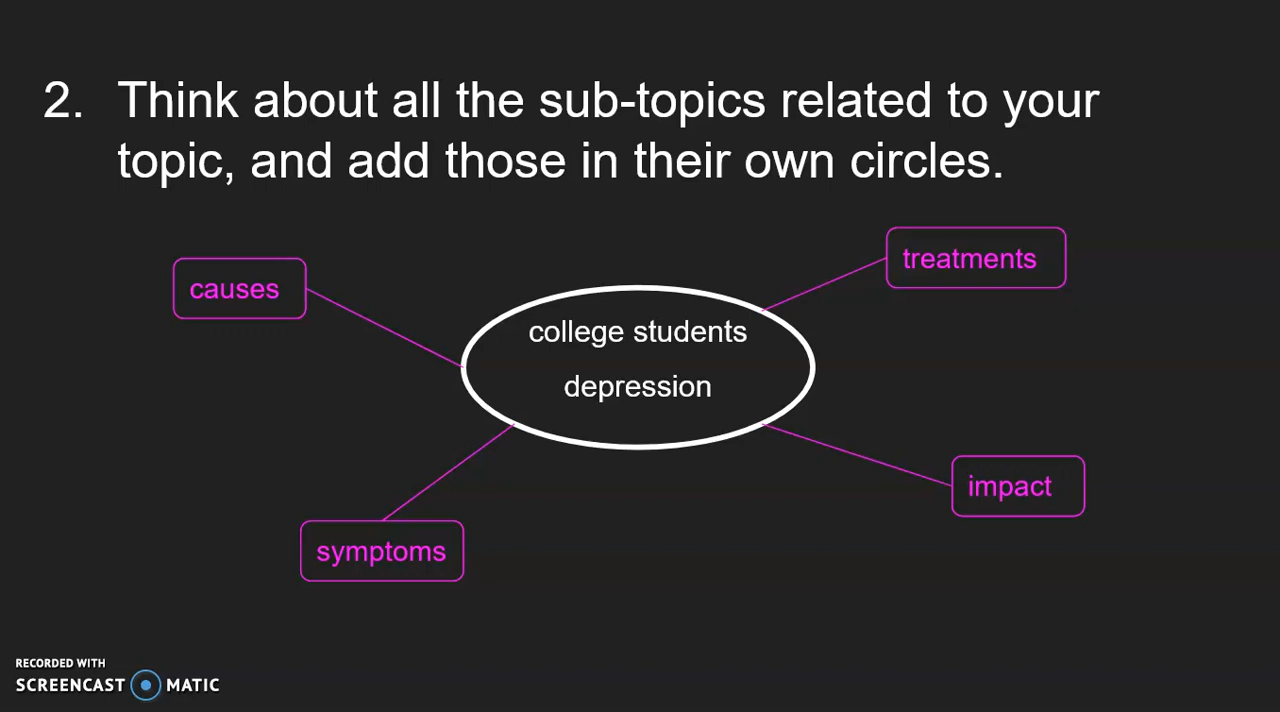 2. Think about all the sub-topics related to your
topic, and add those in their own circles.
treatments
causes
college students
depression
impact
symptoms
RECORDED WITH
SCREENCAST MATIC